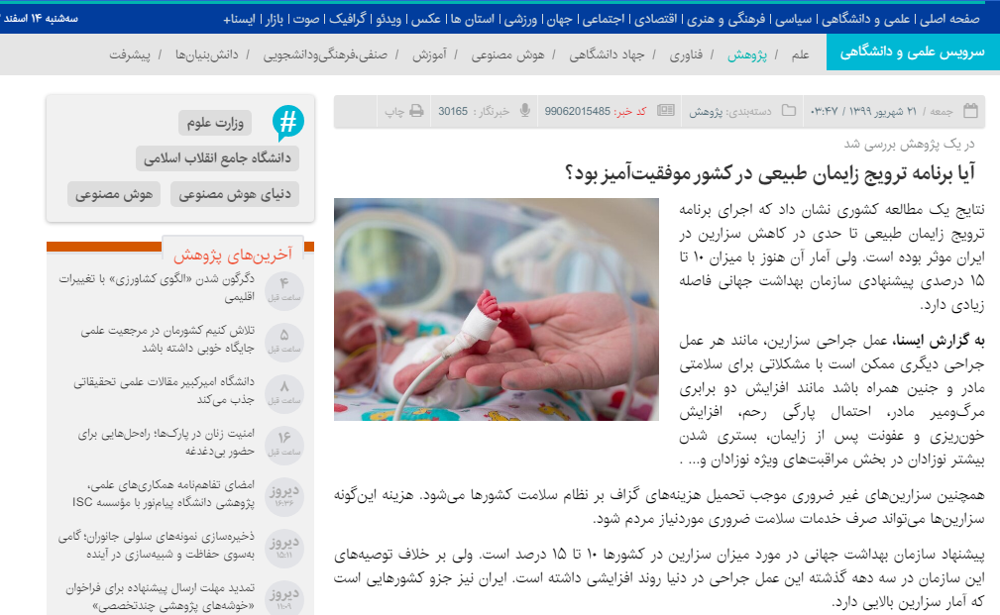 صفحه اصلی | علمی و دانشگاهی | سیاسی | فرهنگی و هنری | اقتصادی | اجتماعی | جهان | ورزشی | استان ها | عکس | ویدئو | گرافیک | صوت | بازار | ایسنا+
سه‌شنبه ۱۴ اسفند
سرویس علمی و دانشگاهی
علم / پژوهش / فناوری / جهاد دانشگاهی / هوش مصنوعی / آموزش / صنفی،فرهنگی‌ودانشجویی / دانش‌بنیان‌ها / پیشرفت
جمعه / ۲۱ شهریور ۱۳۹۹ / ۰۳:۴۷
دسته‌بندی: پژوهش
کد خبر: 99062015485
خبرنگار : 30165
چاپ
در یک پژوهش بررسی شد
آیا برنامه ترویج زایمان طبیعی در کشور موفقیت‌آمیز بود؟
نتایج یک مطالعه کشوری نشان داد که اجرای برنامه
ترویج زایمان طبیعی تا حدی در کاهش سزارین در
ایران موثر بوده است. ولی آمار آن هنوز با میزان ۱۰ تا
۱۵ درصدی پیشنهادی سازمان بهداشت جهانی فاصله
زیادی دارد.
به گزارش ایسنا، عمل جراحی سزارین، مانند هر عمل
جراحی دیگری ممکن است با مشکلاتی برای سلامتی
مادر و جنین همراه باشد مانند افزایش دو برابری
مرگ‌ومیر مادر، احتمال پارگی رحم، افزایش
خون‌ریزی و عفونت پس از زایمان، بستری شدن
بیشتر نوزادان در بخش مراقبت‌های ویژه نوزادان و... .
همچنین سزارین‌های غیر ضروری موجب تحمیل هزینه‌های گزاف بر نظام سلامت کشورها می‌شود. هزینه این‌گونه
سزارین‌ها می‌تواند صرف خدمات سلامت ضروری موردنیاز مردم شود.
پیشنهاد سازمان بهداشت جهانی در مورد میزان سزارین در کشورها ۱۰ تا ۱۵ درصد است. ولی بر خلاف توصیه‌های
این سازمان در سه دهه گذشته این عمل جراحی در دنیا روند افزایشی داشته است. ایران نیز جزو کشورهایی است
که آمار سزارین بالایی دارد.
#
وزارت علوم
دانشگاه جامع انقلاب اسلامی
دنیای هوش مصنوعی
هوش مصنوعی
آخرین‌های پژوهش
۴ ساعت قبل
دگرگون شدن «الگوی کشاورزی» با تغییرات
اقلیمی
۵ ساعت قبل
تلاش کنیم کشورمان در مرجعیت علمی
جایگاه خوبی داشته باشد
۸ ساعت قبل
دانشگاه امیرکبیر مقالات علمی تحقیقاتی
جذب می‌کند
۱۶ ساعت قبل
امنیت زنان در پارک‌ها؛ راه‌حل‌هایی برای
حضور بی‌دغدغه
دیروز ۱۶:۳۶
امضای تفاهم‌نامه همکاری‌های علمی،
پژوهشی دانشگاه پیام‌نور با مؤسسه ISC
دیروز ۱۵:۱۱
ذخیره‌سازی نمونه‌های سلولی جانوران؛ گامی
به‌سوی حفاظت و شبیه‌سازی در آینده
دیروز ۱۱:۰۹
تمدید مهلت ارسال پیشنهاده برای فراخوان
«خوشه‌های پژوهشی چندتخصصی»